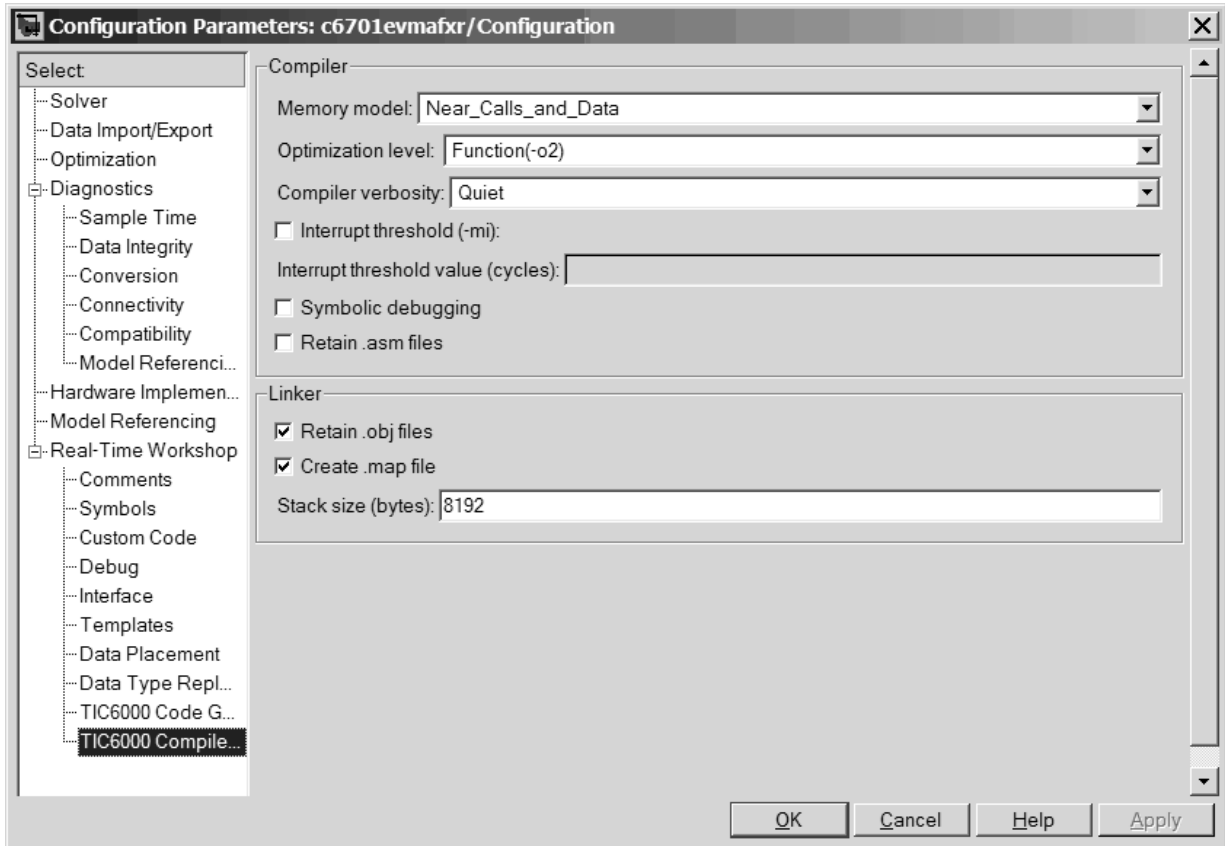 Configuration Parameters: c6701evmafxr/Configuration
Select:
Solver
Data Import/Export
Optimization
Diagnostics
Sample Time
Data Integrity
Conversion
Connectivity
Compatibility
Model Referenci...
Hardware Implemen...
Model Referencing
Real-Time Workshop
Comments
Symbols
Custom Code
Debug
Interface
Templates
Data Placement
Data Type Repl...
TIC6000 Code G...
TIC6000 Compile...
Compiler
Memory model: Near_Calls_and_Data
Optimization level: Function(-o2)
Compiler verbosity: Quiet
Interrupt threshold (-mi):
Interrupt threshold value (cycles):
Symbolic debugging
Retain .asm files
Linker
Retain .obj files
Create .map file
Stack size (bytes): 8192
OK Cancel Help Apply